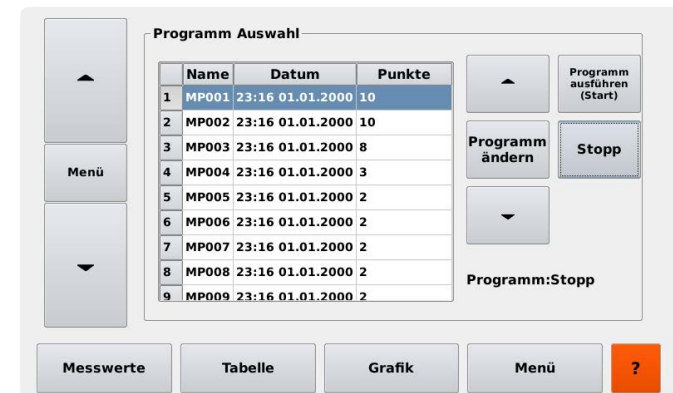 Programm Auswahl
Name Datum Punkte
1 MP001 23:16 01.01.2000 10
2 MP002 23:16 01.01.2000 10
3 MP003 23:16 01.01.2000 8
4 MP004 23:16 01.01.2000 3
5 MP005 23:16 01.01.2000 2
6 MP006 23:16 01.01.2000 2
7 MP007 23:16 01.01.2000 2
8 MP008 23:16 01.01.2000 2
9 MP009 23:16 01.01.2000 2
Menü
Programm
ändern
Programm
ausführen
(Start)
Stopp
Programm:Stopp
Messwerte Tabelle Grafik Menü ?